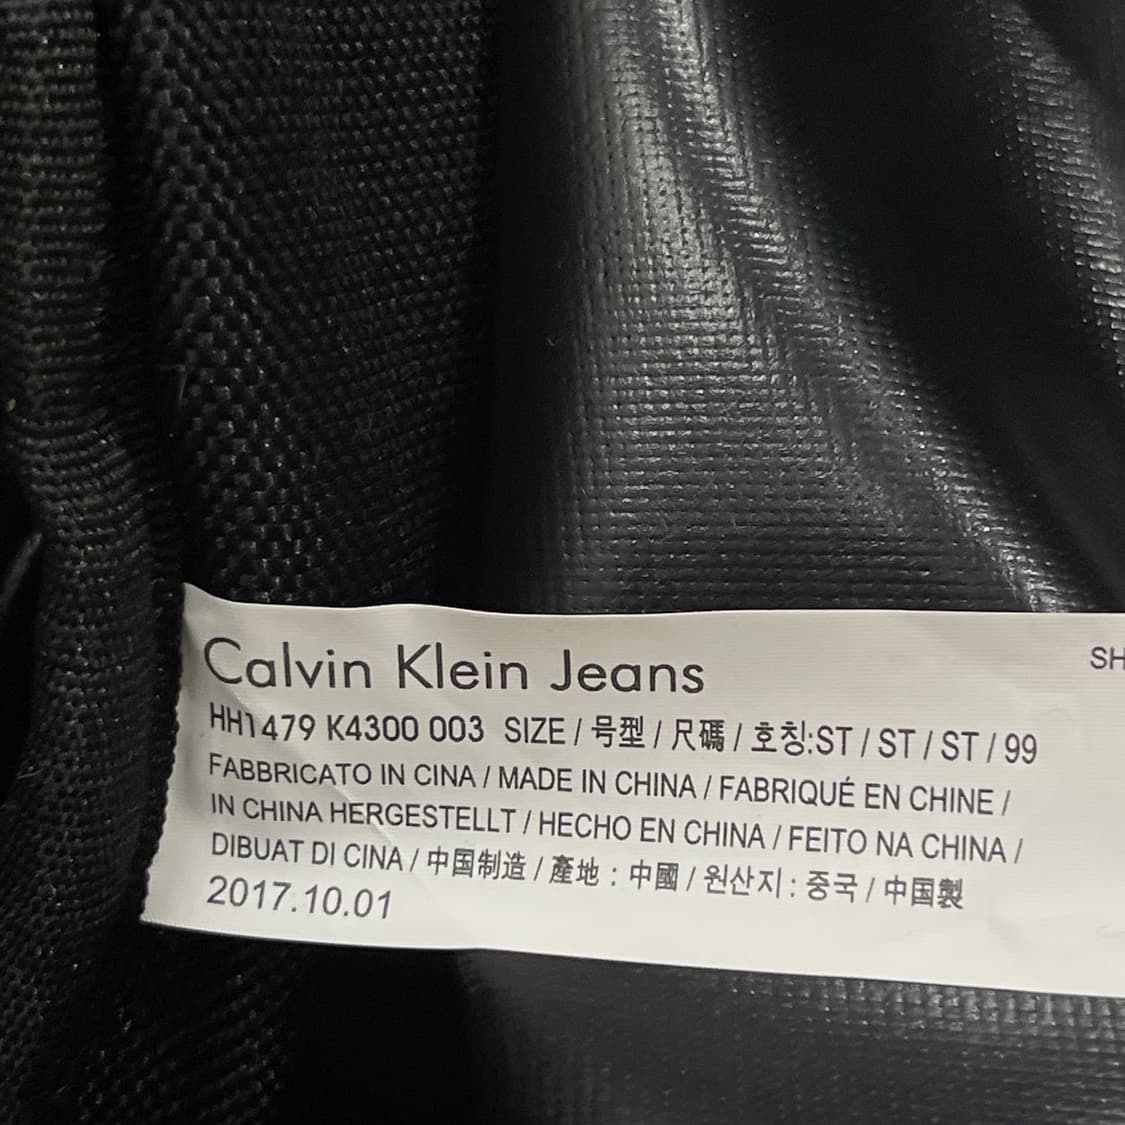 Calvin Klein Jeans
SH
HH1479 K4300 003 SIZE / 号型 / 尺碼 / 호칭:ST / ST / ST / 99
FABBRICATO IN CINA / MADE IN CHINA / FABRIQUÉ EN CHINE /
IN CHINA HERGESTELLT / HECHO EN CHINA / FEITO NA CHINA /
DIBUAT DI CINA / 中国制造 / 產地 : 中國 / 원산지 : 중국 / 中国製
2017.10.01